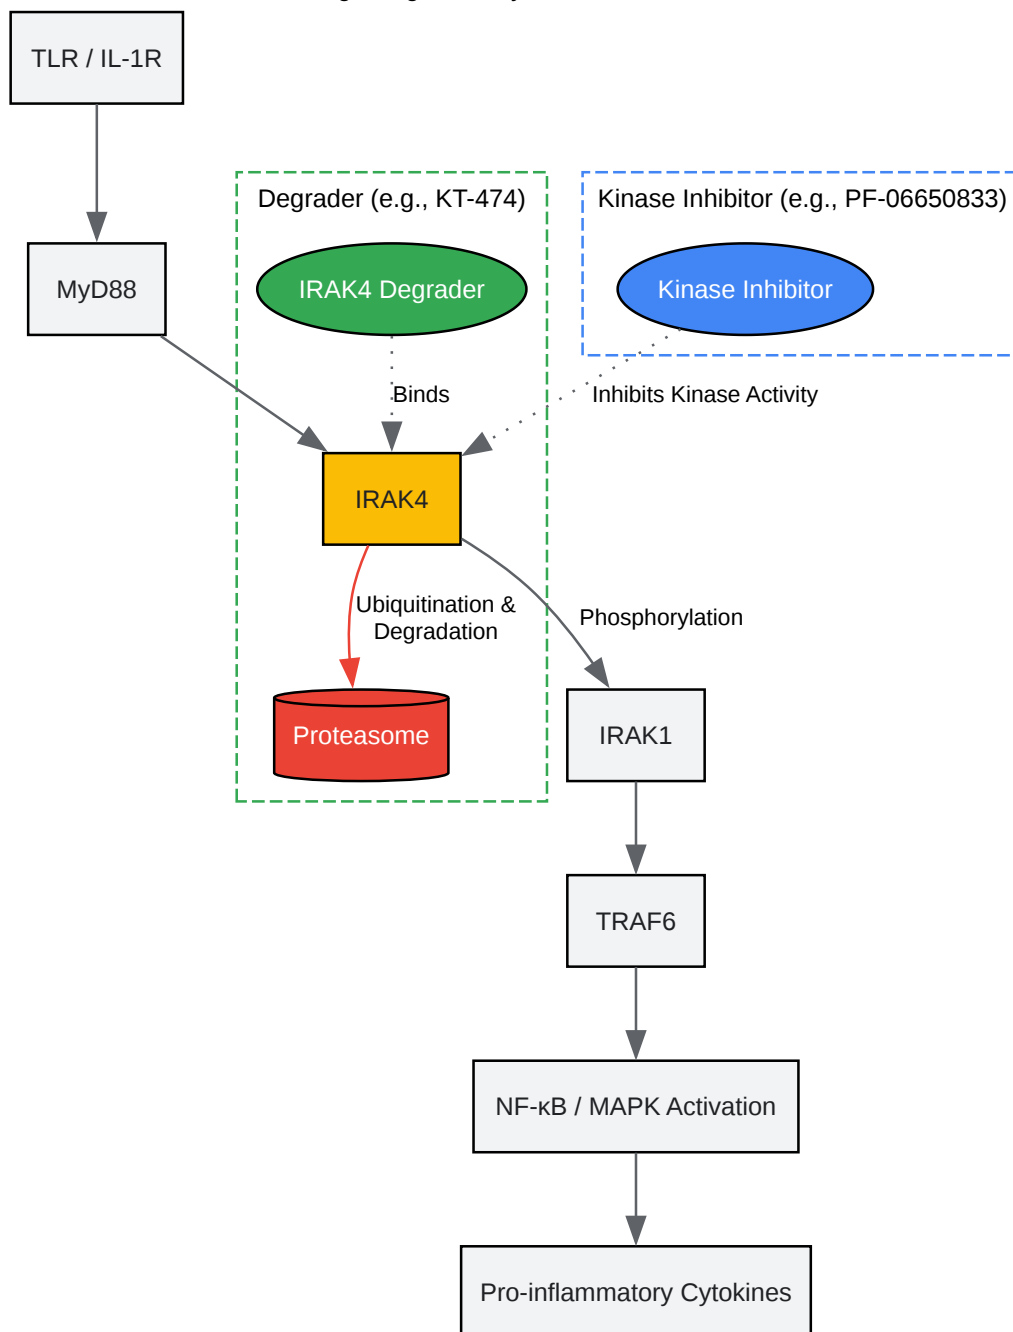 TLR / IL-1R
Degrader (e.g., KT-474)
Kinase Inhibitor (e.g., PF-06650833)
MyD88
IRAK4 Degrader
Kinase Inhibitor
Binds
Inhibits Kinase Activity
IRAK4
Ubiquitination &
Degradation
Phosphorylation
Proteasome
IRAK1
TRAF6
NF-κB / MAPK Activation
Pro-inflammatory Cytokines